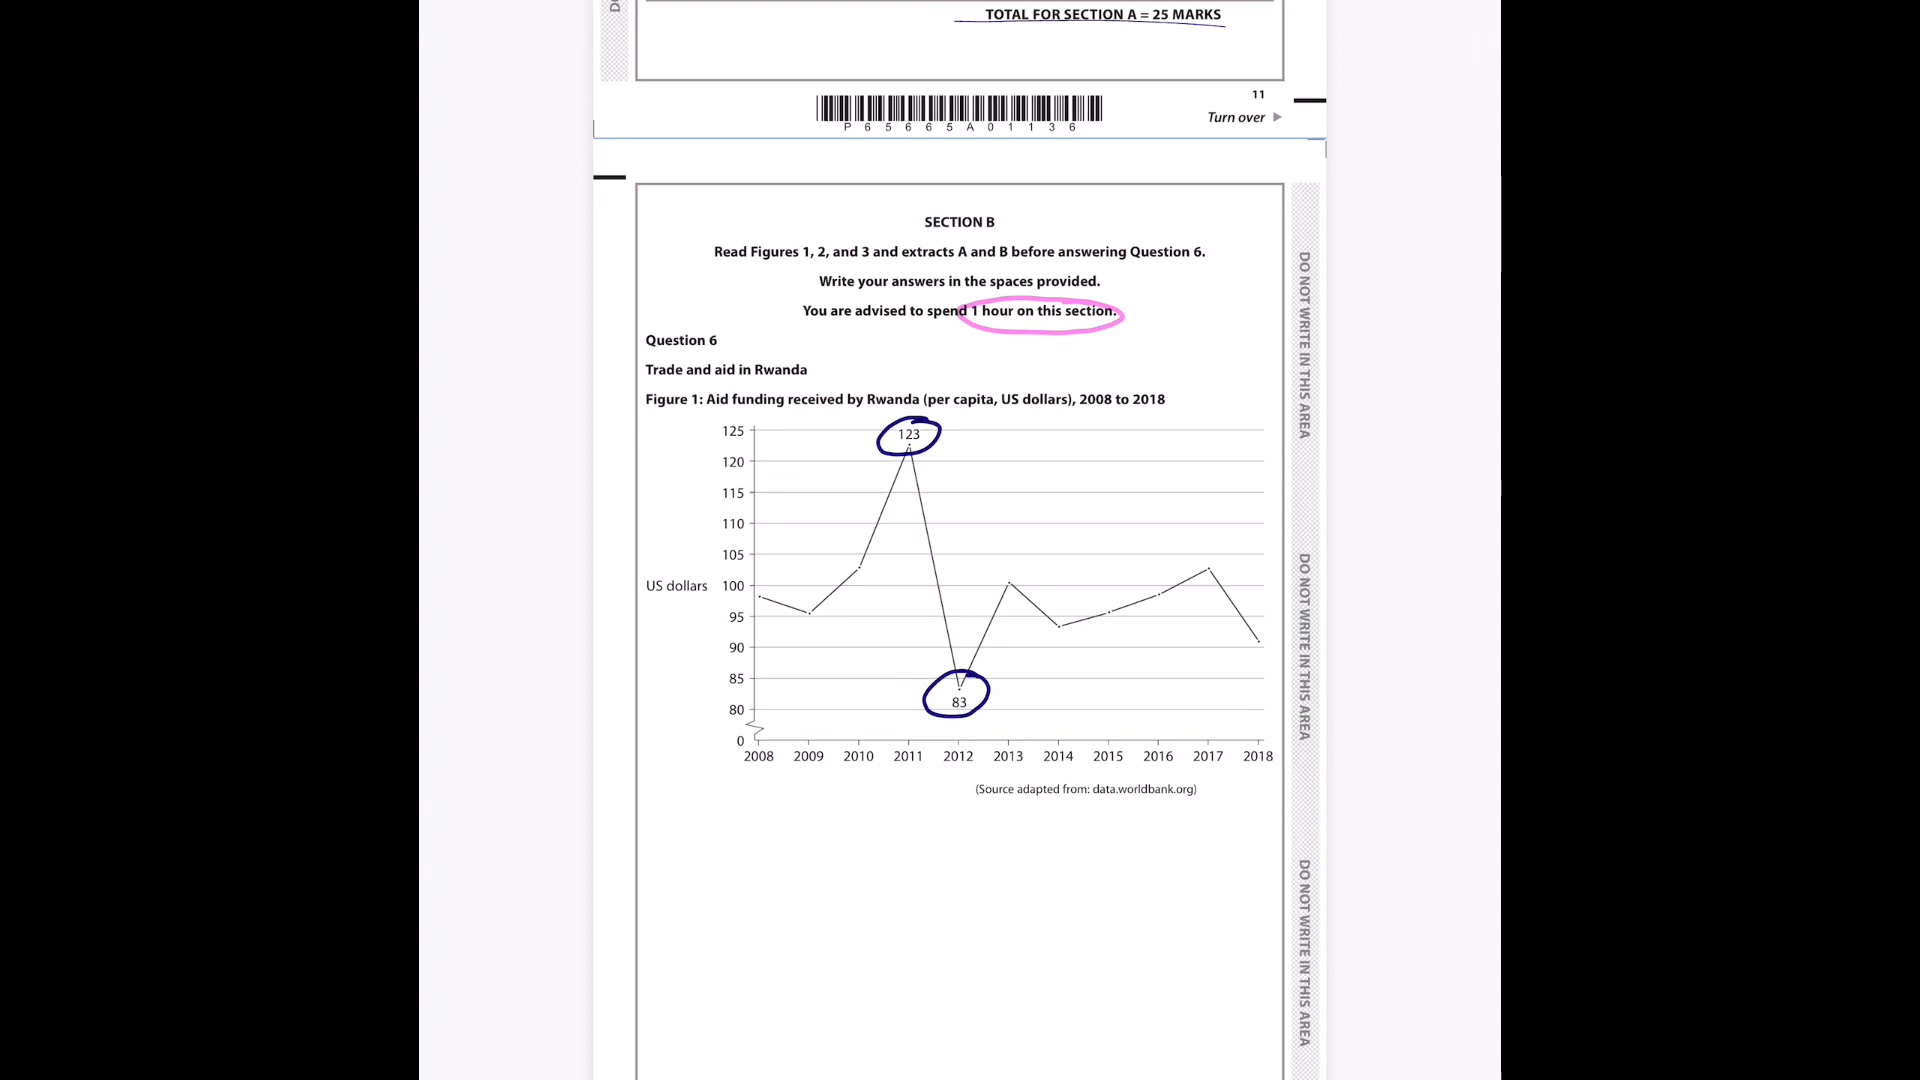 TOTAL FOR SECTION A = 25 MARKS
P 6 5 6 6 5 A 0 1 1 3 6
11
Turn over
SECTION B
Read Figures 1, 2, and 3 and extracts A and B before answering Question 6.
Write your answers in the spaces provided.
You are advised to spend 1 hour on this section.
Question 6
Trade and aid in Rwanda
Figure 1: Aid funding received by Rwanda (per capita, US dollars), 2008 to 2018
125
120
115
110
105
US dollars 100
95
90
85
80
0
123
83
2008 2009 2010 2011 2012 2013 2014 2015 2016 2017 2018
(Source adapted from: data.worldbank.org)
DO NOT WRITE IN THIS AREA
DO NOT WRITE IN THIS AREA
DO NOT WRITE IN THIS AREA